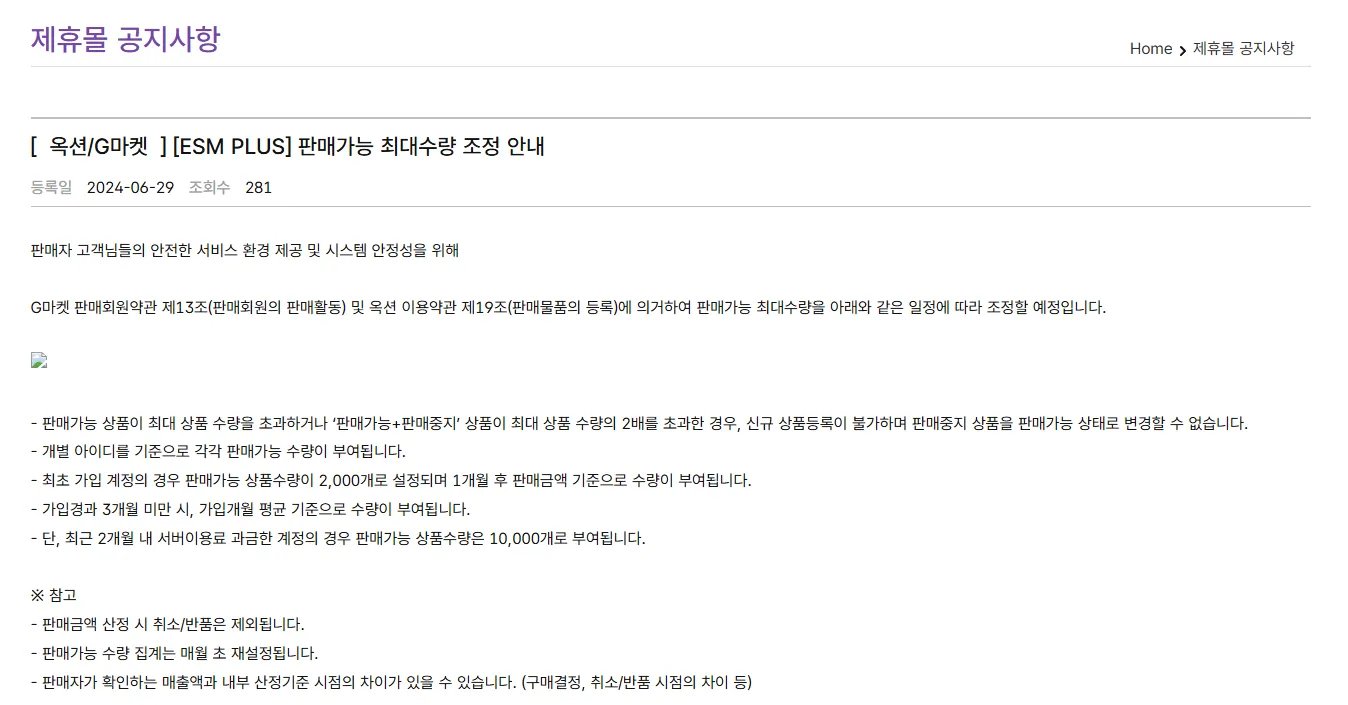 제휴몰 공지사항
Home > 제휴몰 공지사항
[ 옥션/G마켓 ] [ESM PLUS] 판매가능 최대수량 조정 안내
등록일 2024-06-29 조회수 281
판매자 고객님들의 안전한 서비스 환경 제공 및 시스템 안정성을 위해
G마켓 판매회원약관 제13조(판매회원의 판매활동) 및 옥션 이용약관 제19조(판매물품의 등록)에 의거하여 판매가능 최대수량을 아래와 같은 일정에 따라 조정할 예정입니다.
- 판매가능 상품이 최대 상품 수량을 초과하거나 ‘판매가능+판매중지’ 상품이 최대 상품 수량의 2배를 초과한 경우, 신규 상품등록이 불가하며 판매중지 상품을 판매가능 상태로 변경할 수 없습니다.
- 개별 아이디를 기준으로 각각 판매가능 수량이 부여됩니다.
- 최초 가입 계정의 경우 판매가능 상품수량이 2,000개로 설정되며 1개월 후 판매금액 기준으로 수량이 부여됩니다.
- 가입경과 3개월 미만 시, 가입개월 평균 기준으로 수량이 부여됩니다.
- 단, 최근 2개월 내 서버이용료 과금한 계정의 경우 판매가능 상품수량은 10,000개로 부여됩니다.
※ 참고
- 판매금액 산정 시 취소/반품은 제외됩니다.
- 판매가능 수량 집계는 매월 초 재설정됩니다.
- 판매자가 확인하는 매출액과 내부 산정기준 시점의 차이가 있을 수 있습니다. (구매결정, 취소/반품 시점의 차이 등)